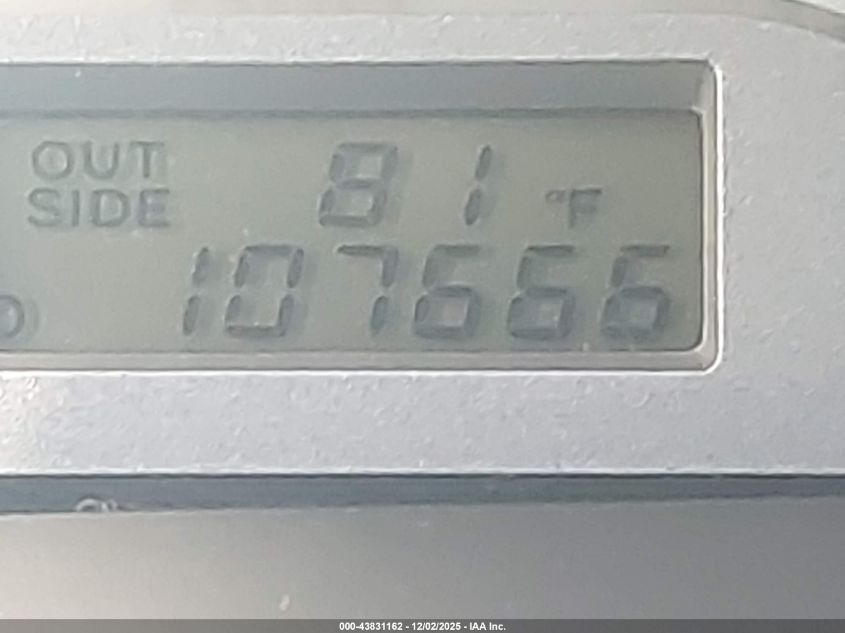 OUT 81 °F
SIDE
107666
000-43831162 - 12/02/2025 - IAA Inc.